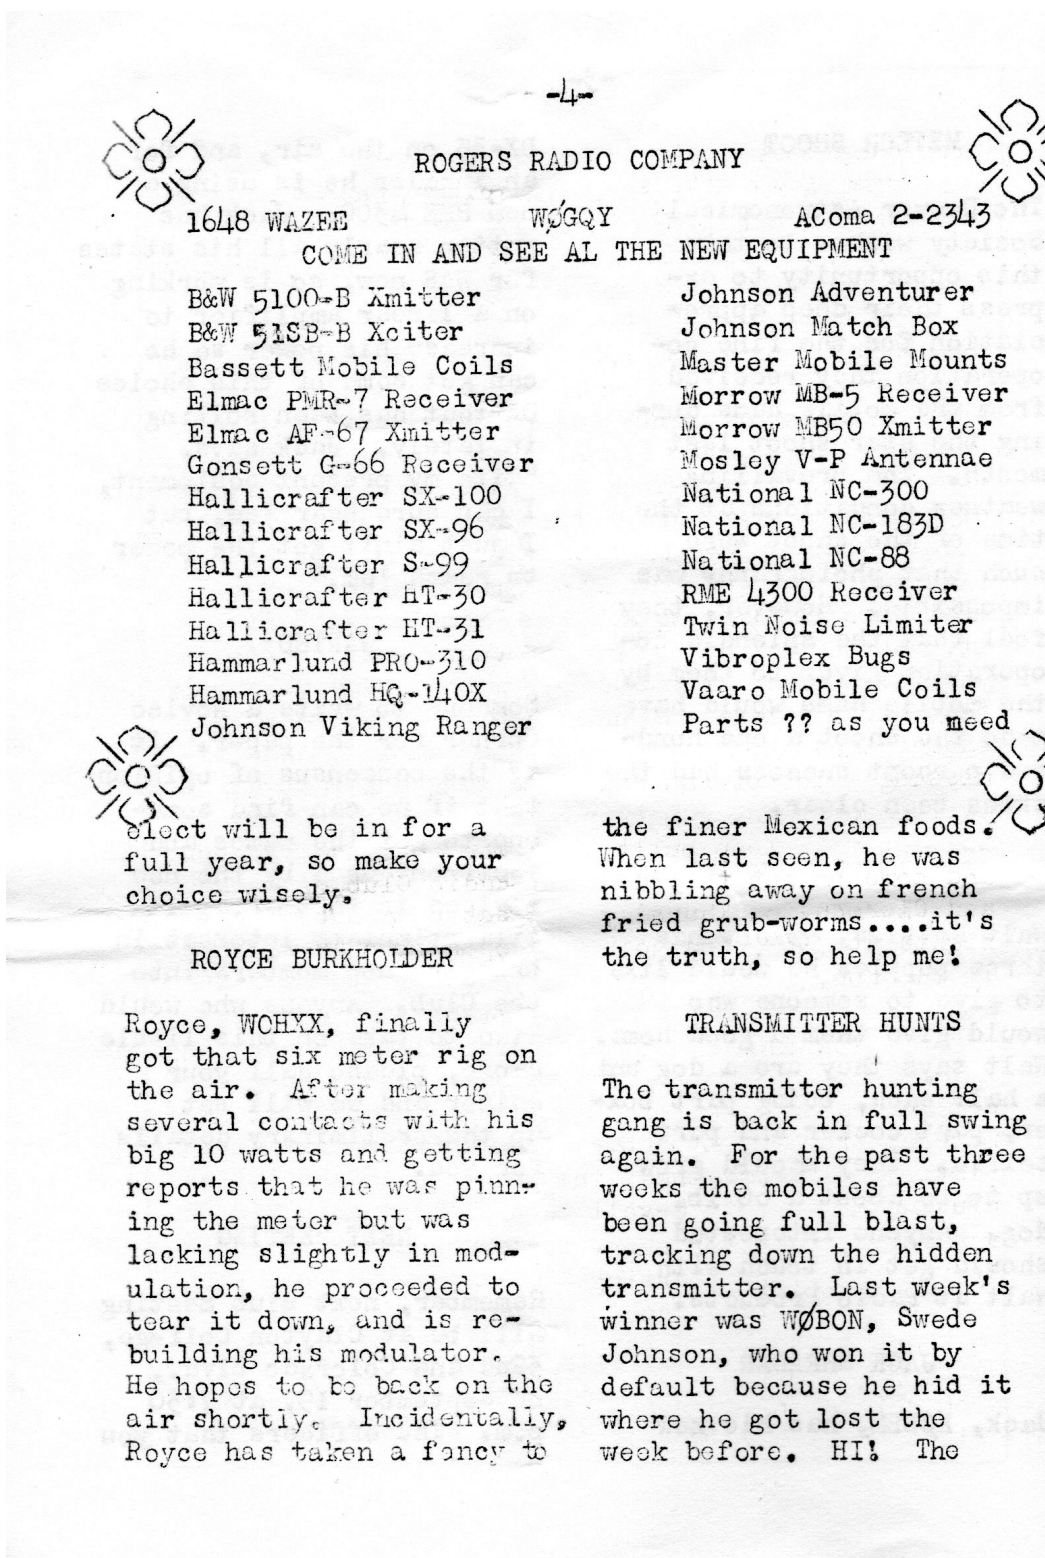 -4-
ROGERS RADIO COMPANY
1648 WAZEE WØGQY AComa 2-2343
COME IN AND SEE AL THE NEW EQUIPMENT
B&W 5100-B Xmitter
B&W 51SB-B Xciter
Bassett Mobile Coils
Elmac PMR-7 Receiver
Elmac AF-67 Xmitter
Gonsett G-66 Receiver
Hallicrafter SX-100
Hallicrafter SX-96
Hallicrafter S-99
Hallicrafter HT-30
Hallicrafter HT-31
Hammarlund PRO-310
Hammarlund HQ-140X
Johnson Viking Ranger
Johnson Adventurer
Johnson Match Box
Master Mobile Mounts
Morrow MB-5 Receiver
Morrow MB50 Xmitter
Mosley V-P Antennae
National NC-300
National NC-183D
National NC-88
RME 4300 Receiver
Twin Noise Limiter
Vibroplex Bugs
Vaaro Mobile Coils
Parts ?? as you need
elect will be in for a
full year, so make your
choice wisely.
ROYCE BURKHOLDER
Royce, WCHXX, finally
got that six meter rig on
the air. After making
several contacts with his
big 10 watts and getting
reports that he was pinn-
ing the meter but was
lacking slightly in mod-
ulation, he proceeded to
tear it down, and is re-
building his modulator.
He hopes to be back on the
air shortly. Incidentally,
Royce has taken a fancy to
the finer Mexican foods.
When last seen, he was
nibbling away on french
fried grub-worms....it's
the truth, so help me!
TRANSMITTER HUNTS
The transmitter hunting
gang is back in full swing
again. For the past three
weeks the mobiles have
been going full blast,
tracking down the hidden
transmitter. Last week's
winner was WØBON, Swede
Johnson, who won it by
default because he hid it
where he got lost the
week before. HI! The